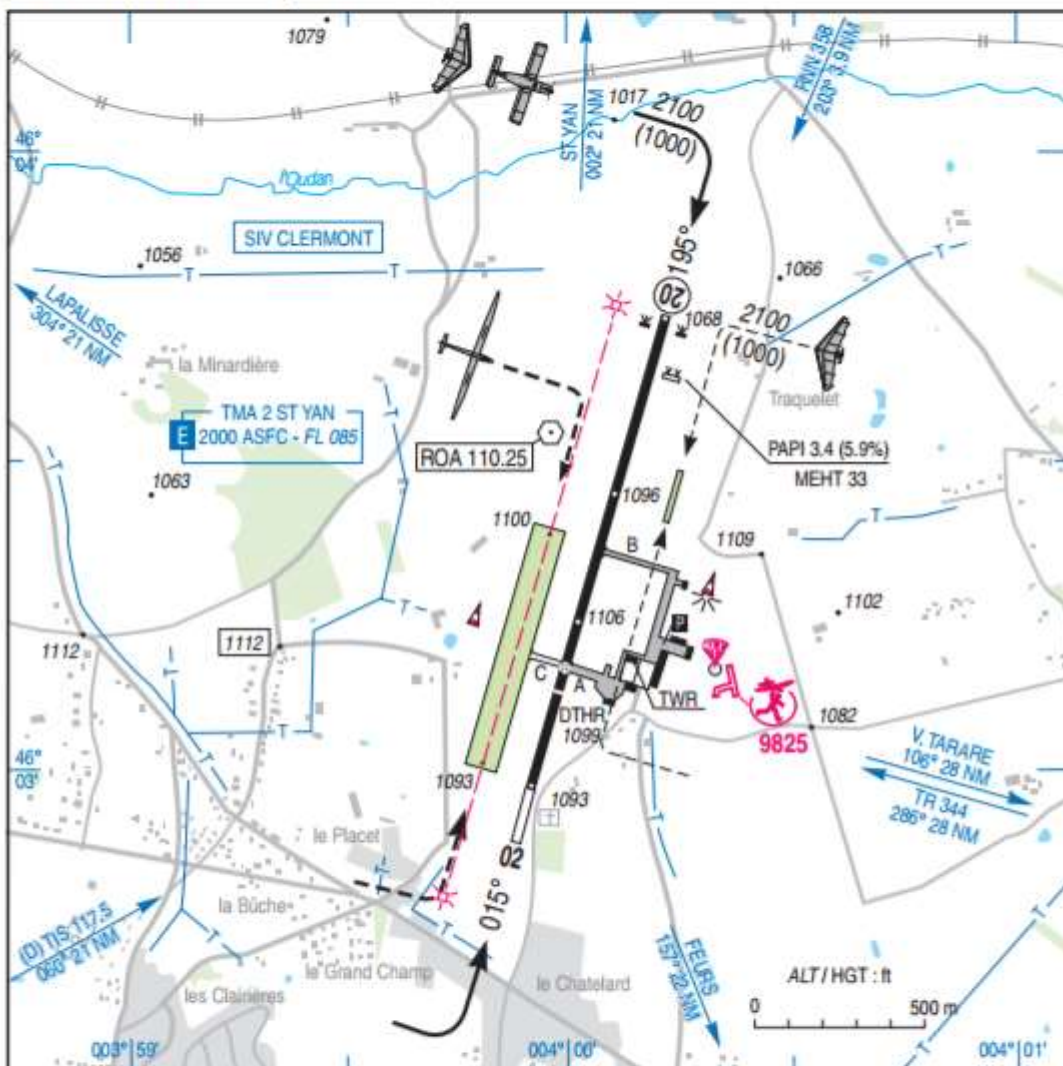 1079
1017
2100
(1000)
ST YAN
002° 21 NM
RNN 358
203° 3.9 NM
46°
04'
l'Oudan
SIV CLERMONT
1056
T
T
T
195°
20
1066
T
LAPALISSE
304° 21 NM
1068
2100
(1000)
la Minardière
Traquelet
TMA 2 ST YAN
E
2000 ASFC - FL 085
ROA 110.25
PAPI 3.4 (5.9%)
MEHT 33
T
T
1063
1096
T
1100
B
1109
T
1106
1102
P
1112
1112
T
C
A
TWR
DTHR
1099
1082
9825
T
46°
03'
1093
1093
V. TARARE
106° 28 NM
TR 344
286° 28 NM
le Placet
02
T
015°
la Bûche
(D) TIS 117.5
060° 21 NM
le Grand Champ
les Clairières
le Chatelard
FEURS
157° 22 NM
ALT / HGT : ft
0
500 m
003° 59'
004° 00'
004° 01'